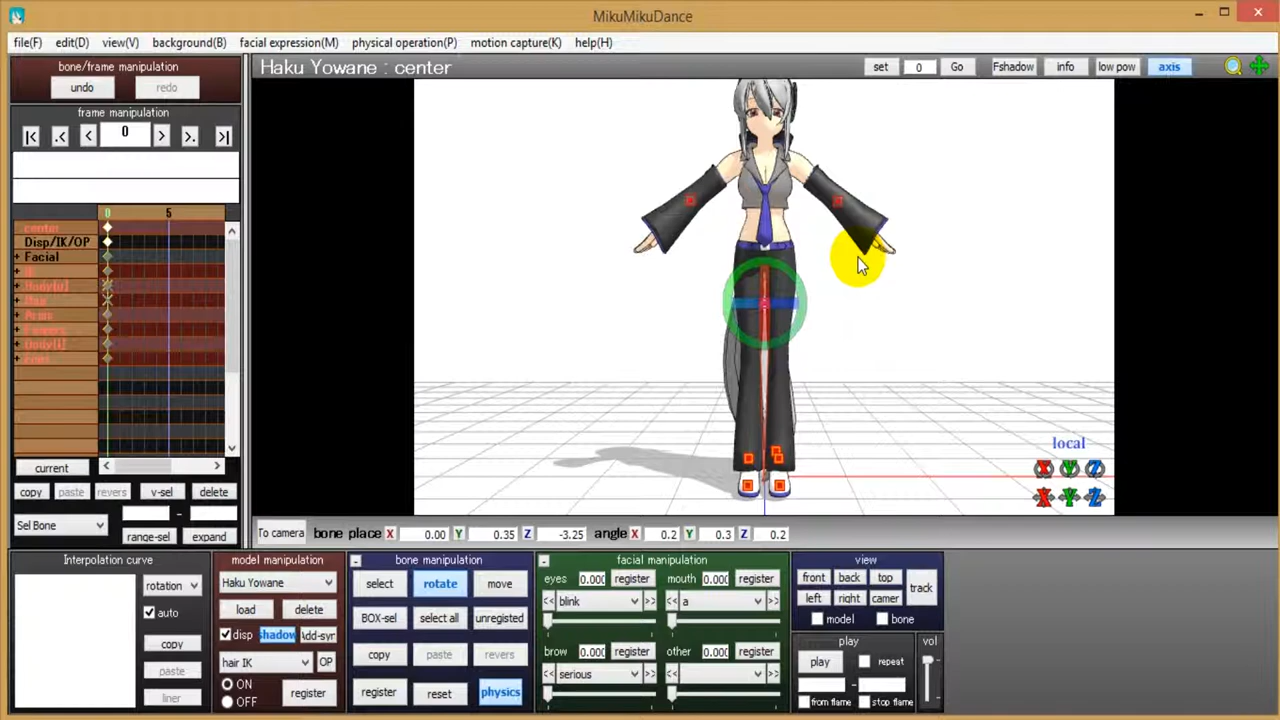 MikuMikuDance
file(F) edit(D) view(V) background(B) facial expression(M) physical operation(P) motion capture(K) help(H)
bone/frame manipulation
undo redo
frame manipulation
0
Haku Yowane : center
set 0 Go Fshadow info low pow axis
0 5
center
Disp/IK/OP
Facial
IK
Arms
Fingers
local
X Y Z
X Y Z
current
copy paste revers v-sel delete
Sel Bone -
range-sel expand
To camera bone place X 0.00 Y 0.35 Z -3.25 angle X 0.2 Y 0.3 Z 0.2
Interpolation curve
rotation
auto
copy
paste
liner
model manipulation
Haku Yowane
load delete
disp shadow Add-syn
hair IK OP
ON
OFF
register
bone manipulation
select rotate move
BOX-sel select all unregisted
copy paste revers
register reset physics
facial manipulation
eyes 0.000 register mouth 0.000 register
<< blink >> << a >>
brow 0.000 register other 0.000 register
<< serious >> << >>
view
front back top
left right camer
track
model bone
play
play repeat
-
from flame stop flame
vol